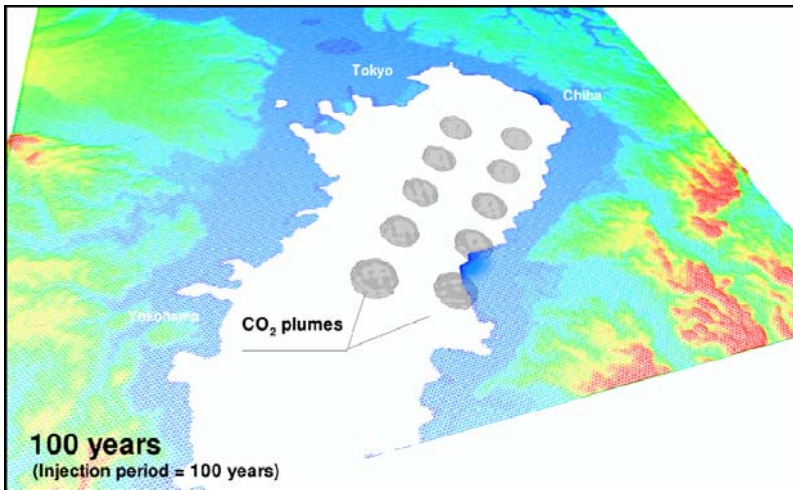 Tokyo
Chiba
Yokohama
CO₂ plumes
100 years
(Injection period = 100 years)